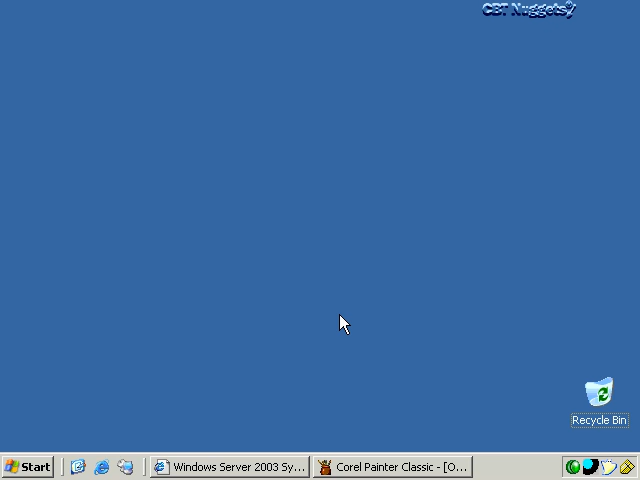 CBT Nuggets
Recycle Bin
Start
Windows Server 2003 Sy...
Corel Painter Classic - [O...